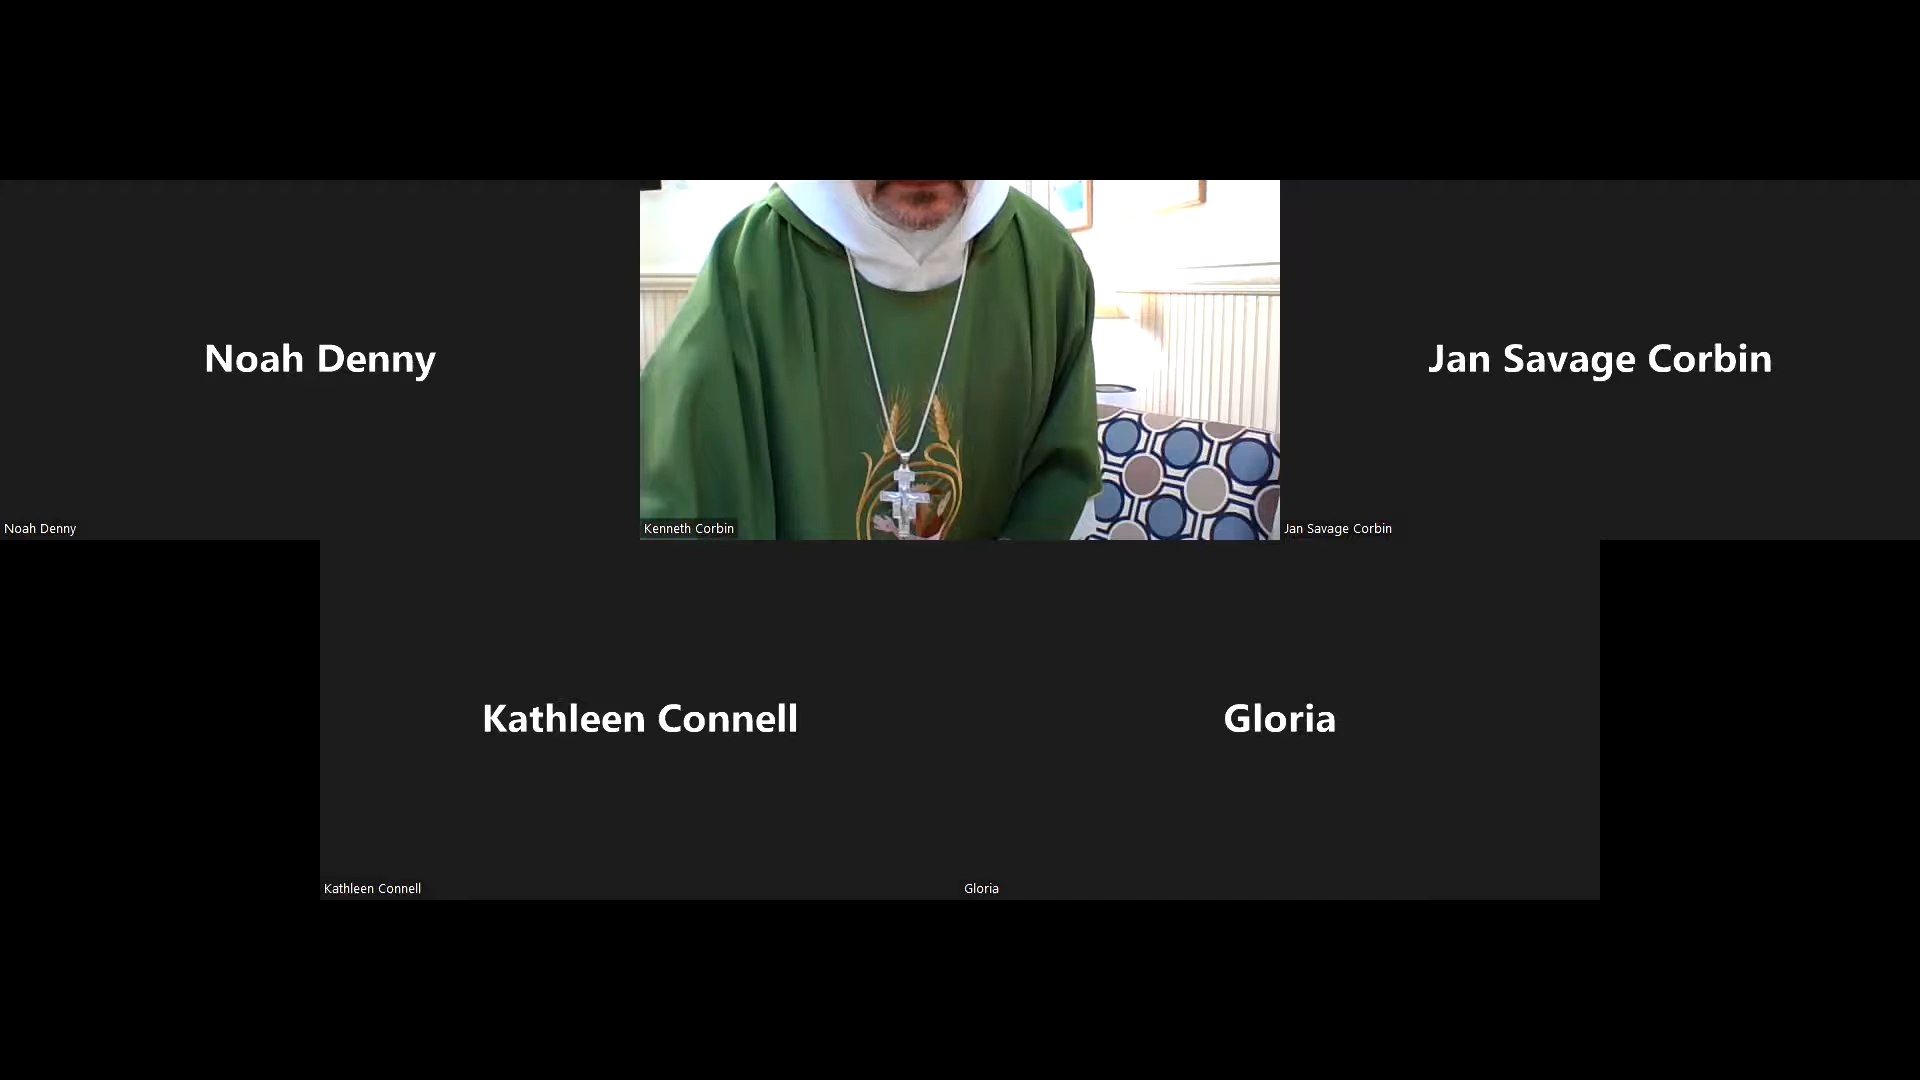 Noah Denny
Jan Savage Corbin
Noah Denny
Kenneth Corbin
Jan Savage Corbin
Kathleen Connell
Gloria
Kathleen Connell
Gloria